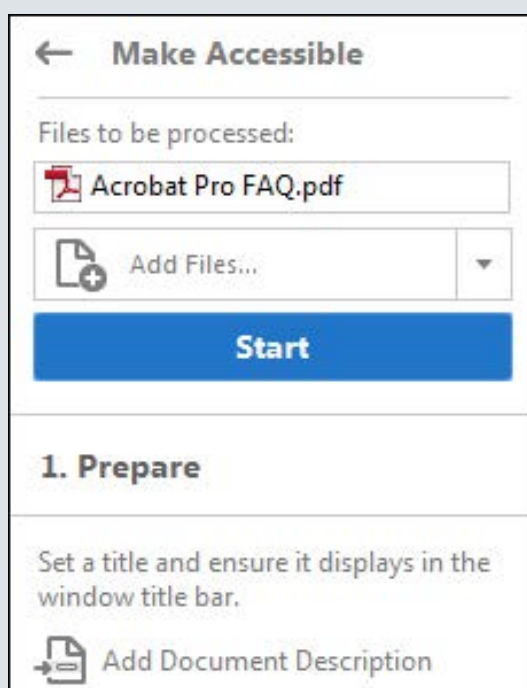 Make Accessible
Files to be processed:
Acrobat Pro FAQ.pdf
Add Files...
Start
1. Prepare
Set a title and ensure it displays in the
window title bar.
Add Document Description